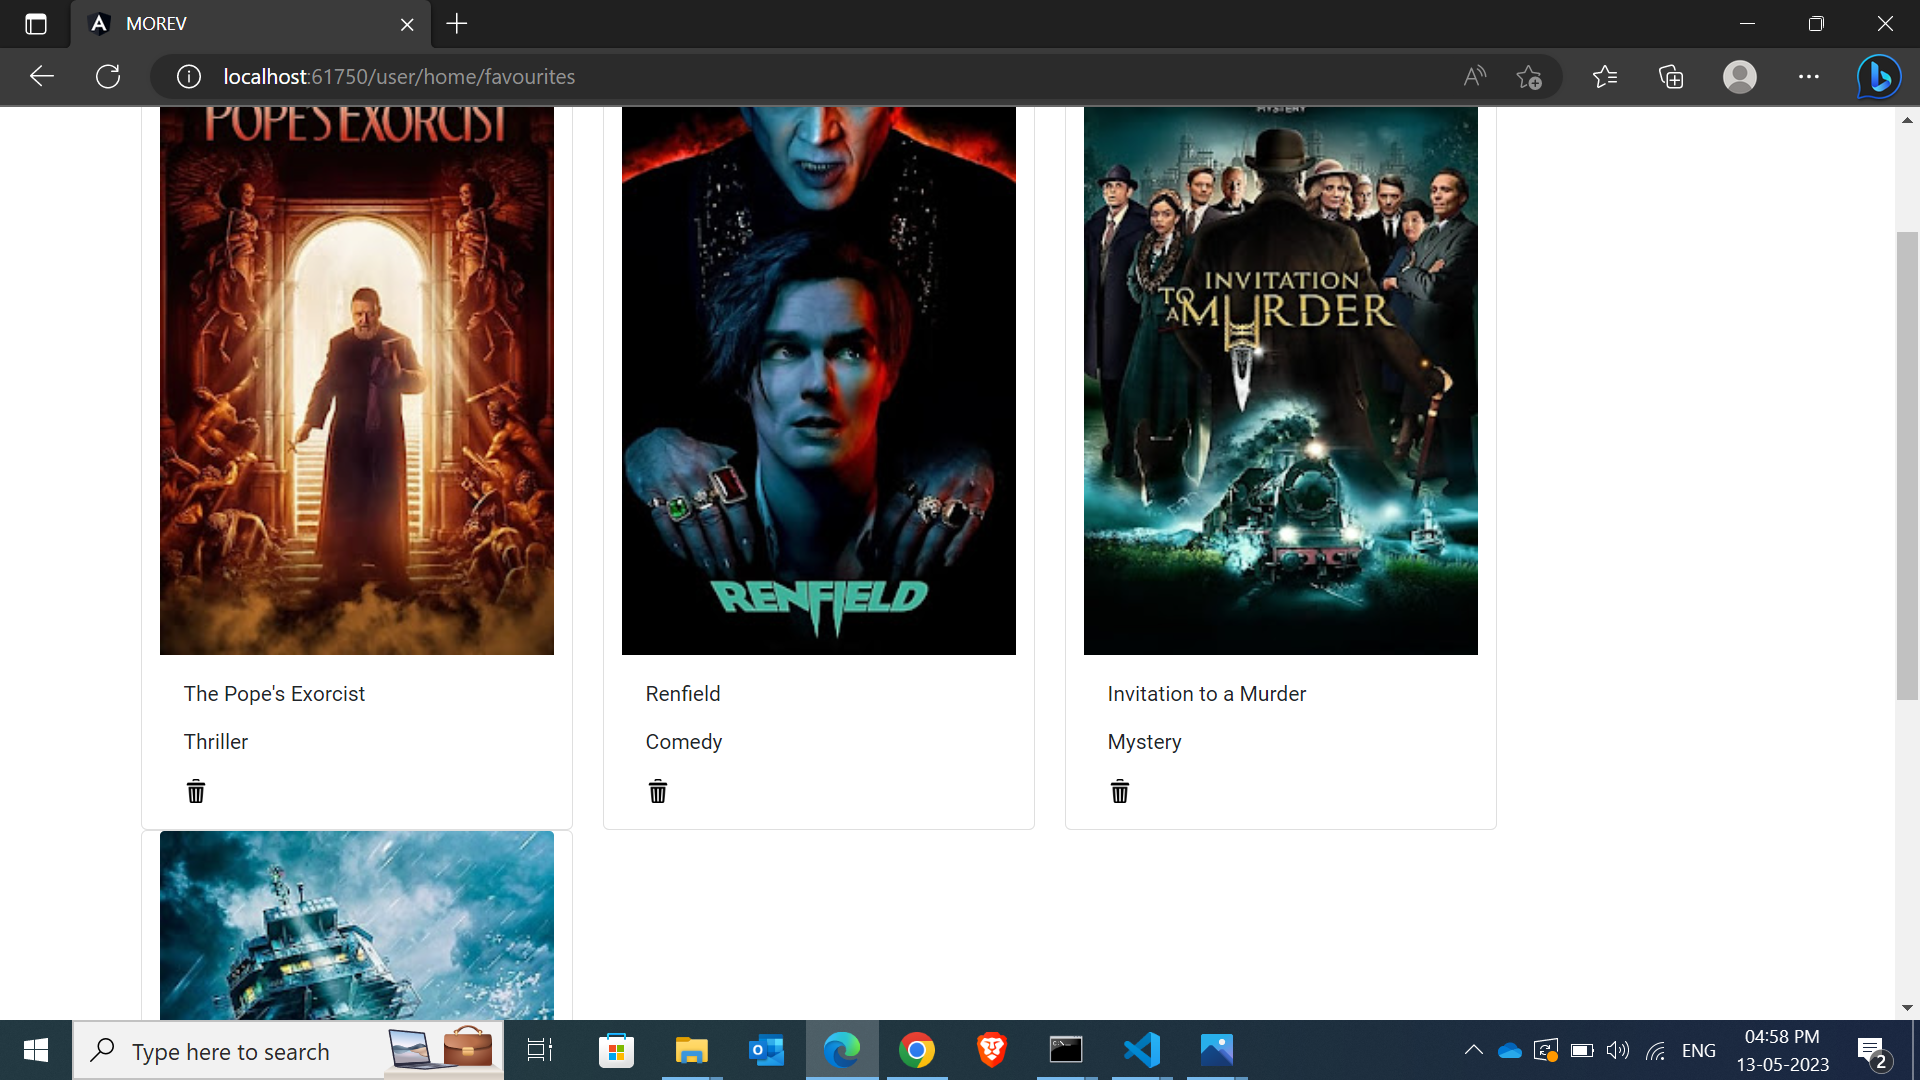 MOREV
localhost:61750/user/home/favourites
POPE'S EXORCIST
RENFIELD
MYSTERY
INVITATION
TO A MURDER
The Pope's Exorcist
Thriller
Renfield
Comedy
Invitation to a Murder
Mystery
Type here to search
ENG
04:58 PM
13-05-2023
2